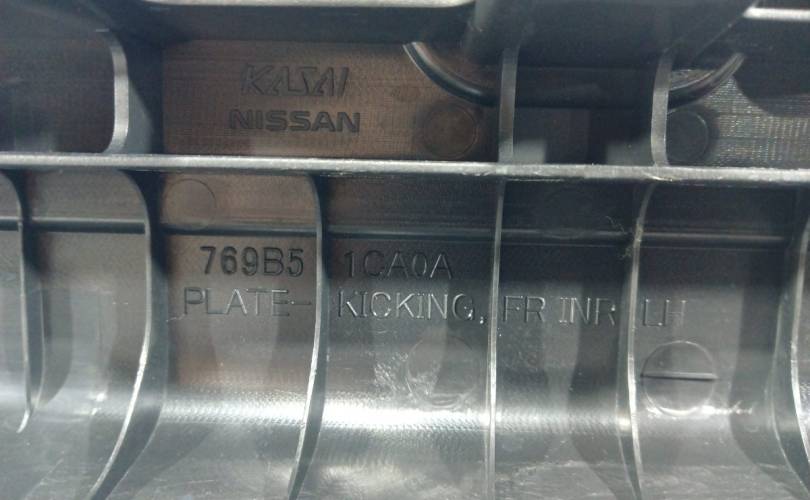 KASAI
NISSAN
769B5 1CA0A
PLATE- KICKING, FR INR LH